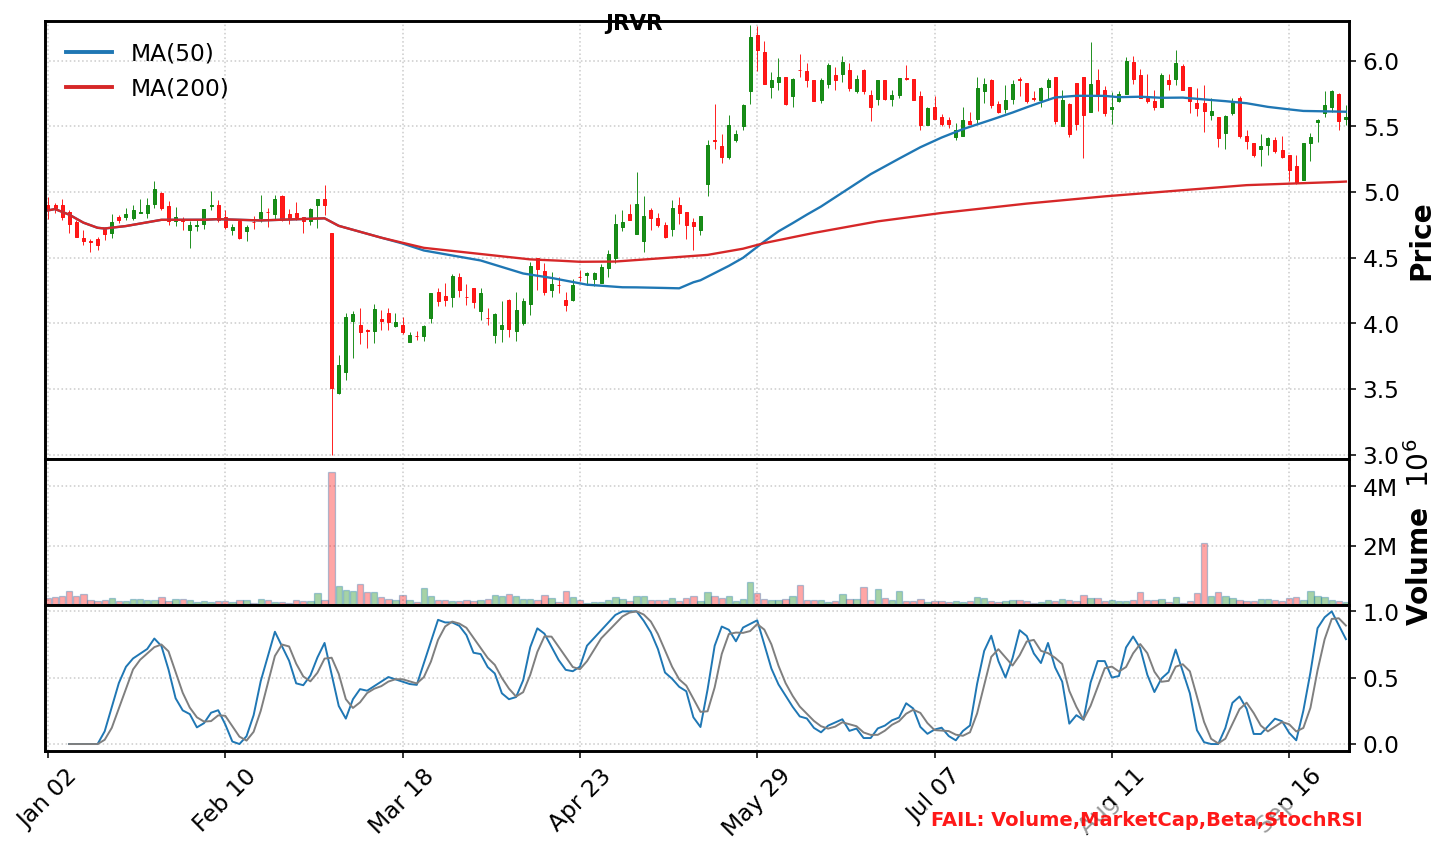 JRVR
MA(50)
MA(200)
6.0
5.5
5.0
4.5
4.0
3.5
3.0
Price
10^6
4M
2M
Volume
1.0
0.5
0.0
Jan 02
Feb 10
Mar 18
Apr 23
May 29
Jul 07
Aug 11
Sep 16
FAIL: Volume,MarketCap,Beta,StochRSI